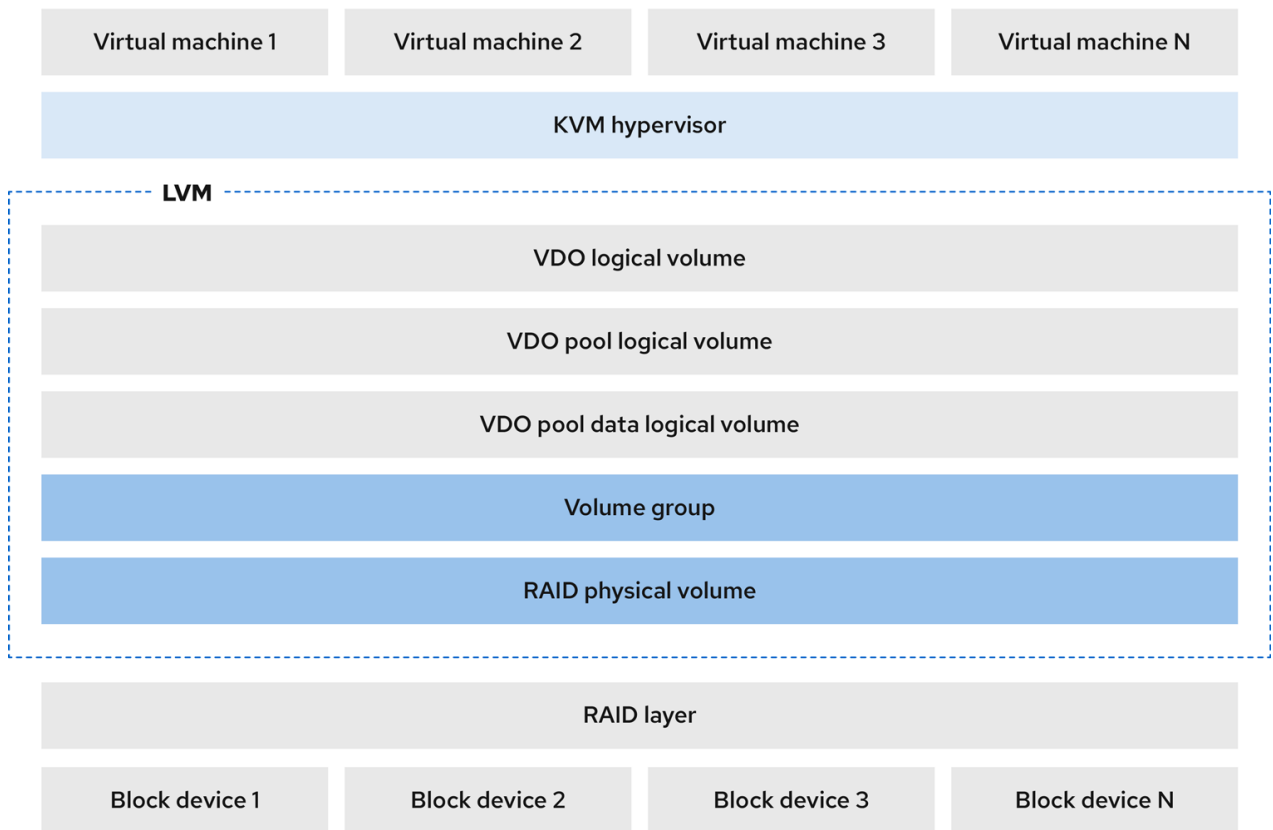 Virtual machine 1
Virtual machine 2
Virtual machine 3
Virtual machine N
KVM hypervisor
LVM
VDO logical volume
VDO pool logical volume
VDO pool data logical volume
Volume group
RAID physical volume
RAID layer
Block device 1
Block device 2
Block device 3
Block device N